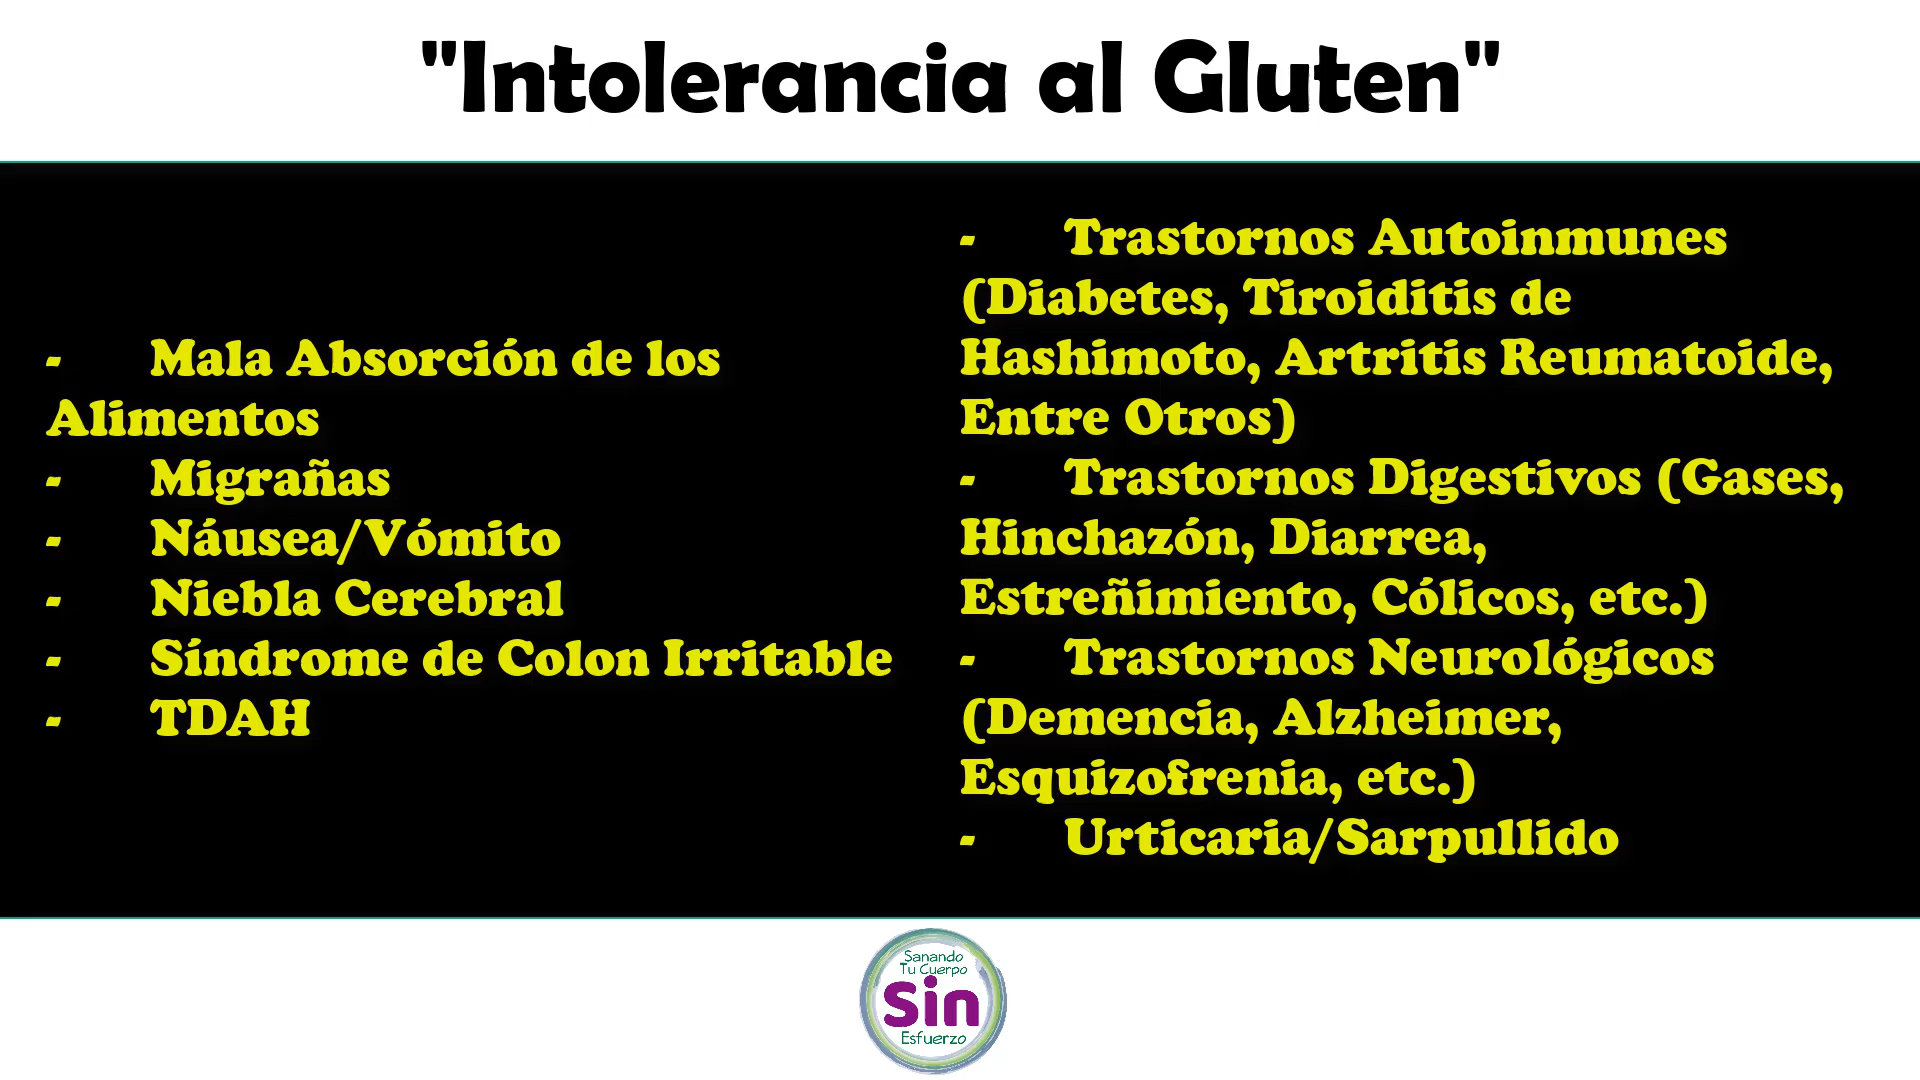 "Intolerancia al Gluten"
-	Mala Absorción de los
Alimentos
-	Migrañas
-	Náusea/Vómito
-	Niebla Cerebral
-	Síndrome de Colon Irritable
-	TDAH
-	Trastornos Autoinmunes
(Diabetes, Tiroiditis de
Hashimoto, Artritis Reumatoide,
Entre Otros)
-	Trastornos Digestivos (Gases,
Hinchazón, Diarrea,
Estreñimiento, Cólicos, etc.)
-	Trastornos Neurológicos
(Demencia, Alzheimer,
Esquizofrenia, etc.)
-	Urticaria/Sarpullido
Sanando
Tu Cuerpo
Sin
Esfuerzo